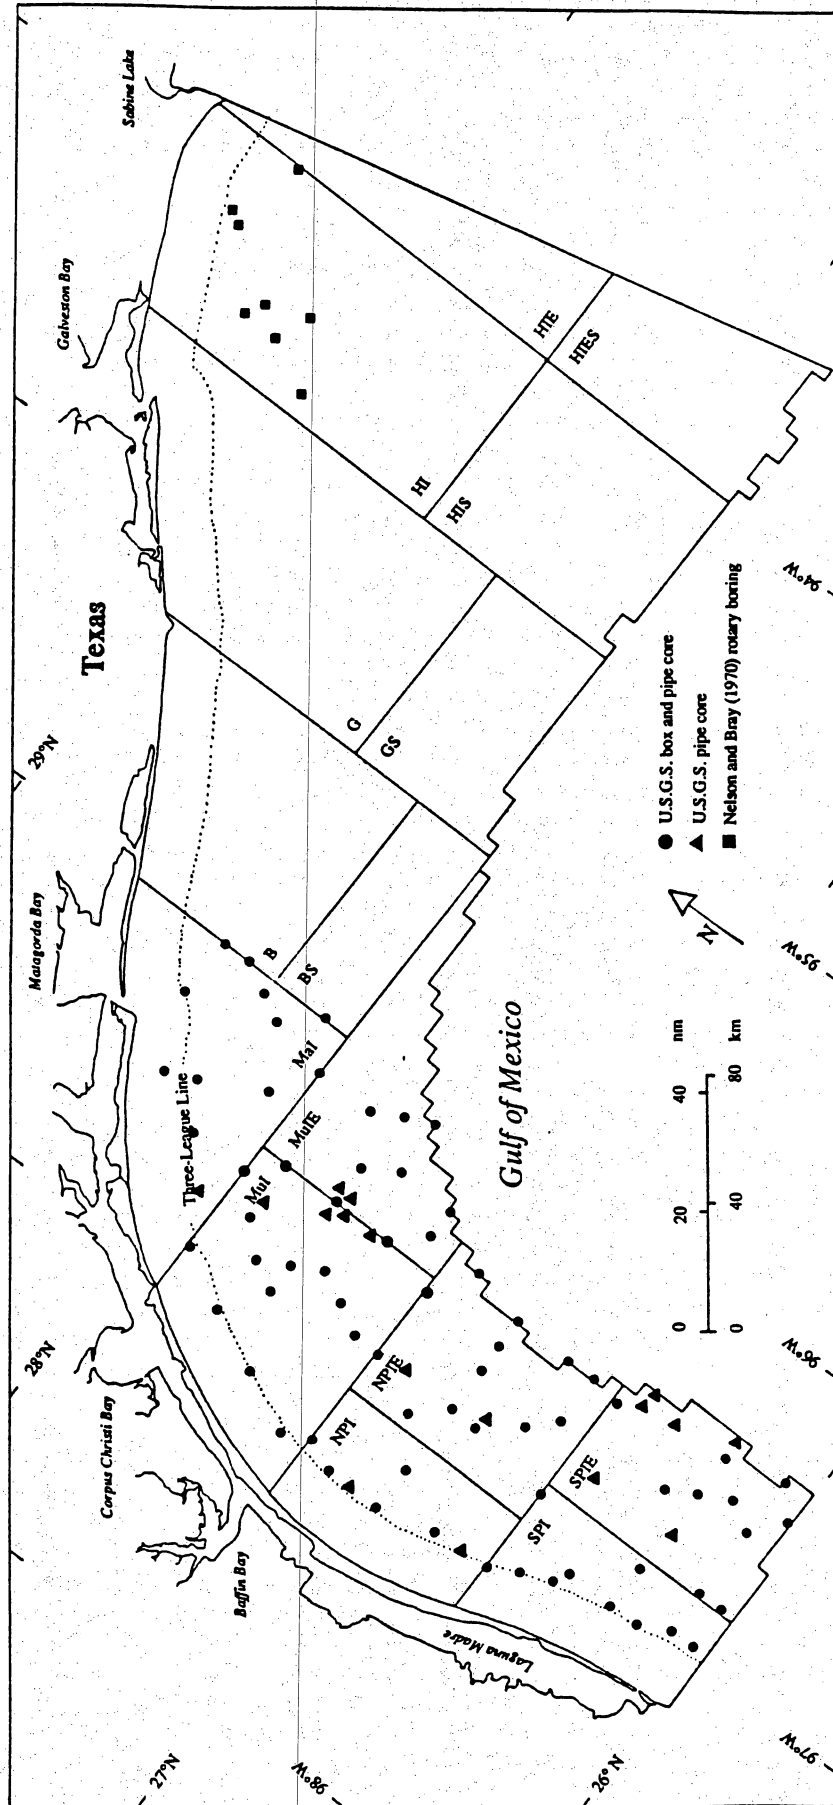 Sabine Lake
Galveston Bay
Texas
29°N
Matagorda Bay
28°N
Corpus Christi Bay
Baffin Bay
Laguna Madre
27°N
98°W
26°N
97°W
96°W
95°W
94°W
Three-League Line
HIE
HIES
HI
HIS
G
GS
B
BS
MaI
MuIE
MuI
NPIE
NPI
SPIE
SPI
Gulf of Mexico
N
U.S.G.S. box and pipe core
U.S.G.S. pipe core
Nelson and Bray (1970) rotary boring
0 20 40 nm
0 40 80 km